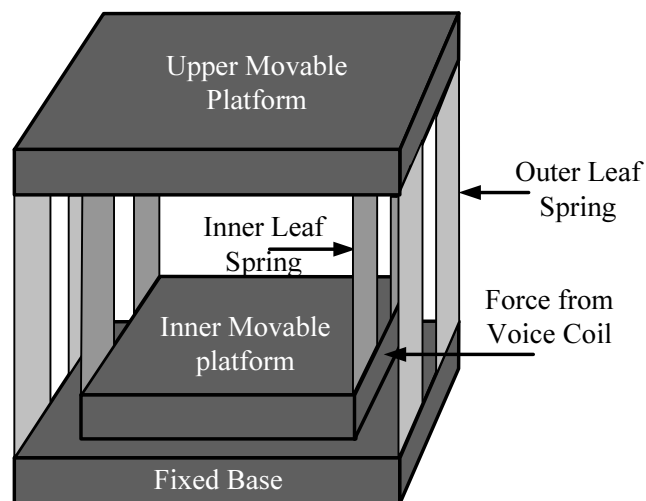 Upper Movable
Platform
Outer Leaf
Spring
Inner Leaf
Spring
Force from
Voice Coil
Inner Movable
platform
Fixed Base